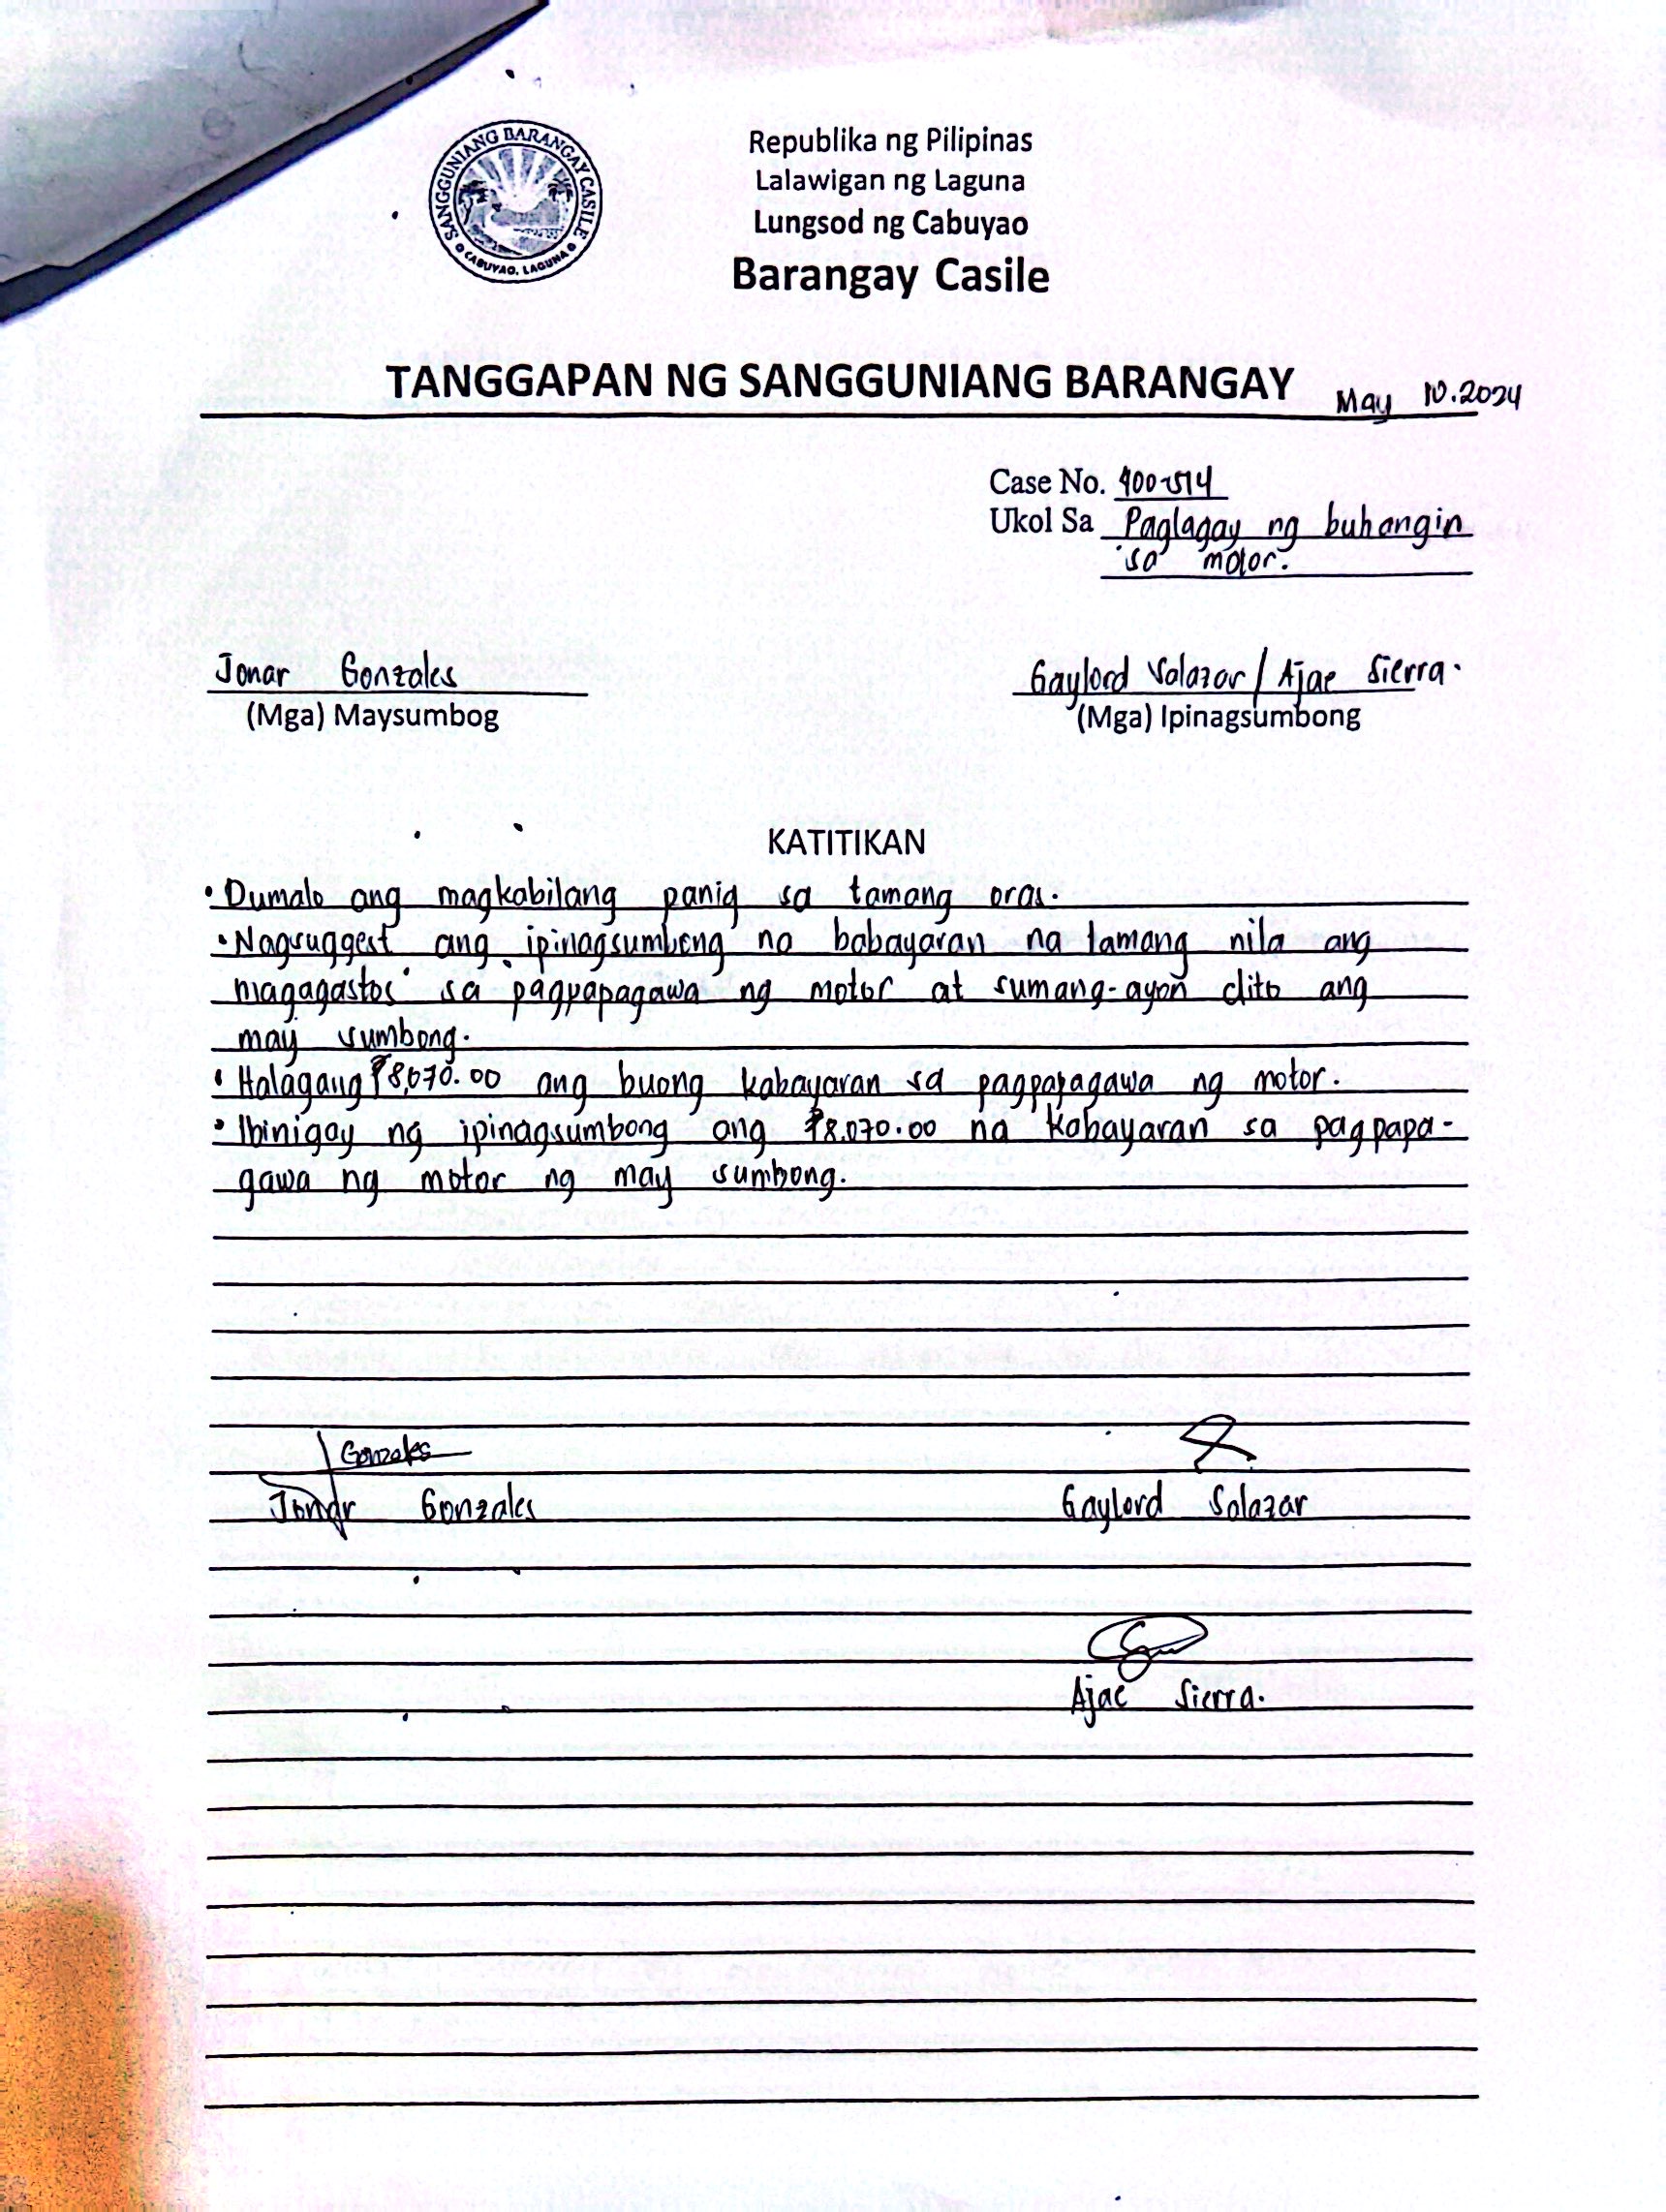 SANGGUNIANG BARANGAY CASILE
CABUYAO, LAGUNA
Republika ng Pilipinas
Lalawigan ng Laguna
Lungsod ng Cabuyao
Barangay Casile
TANGGAPAN NG SANGGUNIANG BARANGAY
May 10.2024
Case No. 400-514
Ukol Sa Paglagay ng buhangin
sa motor.
Jonar Gonzales
(Mga) Maysumbog
Gaylord Salazar / Ajae Sierra.
(Mga) Ipinagsumbong
KATITIKAN
• Dumalo ang magkabilang panig sa tamang oras.
• Nagsuggest ang ipinagsumbong na babayaran na lamang nila ang
magagastos sa pagpapagawa ng motor at sumang-ayon dito ang
may sumbong.
• Halagang ₱8,070.00 ang buong kabayaran sa pagpapagawa ng motor.
• Ibinigay ng ipinagsumbong ang ₱8,070.00 na kabayaran sa pagpapa-
gawa ng motor ng may sumbong.
Gonzales
Jonar Gonzales
Gaylord Salazar
Ajae Sierra.